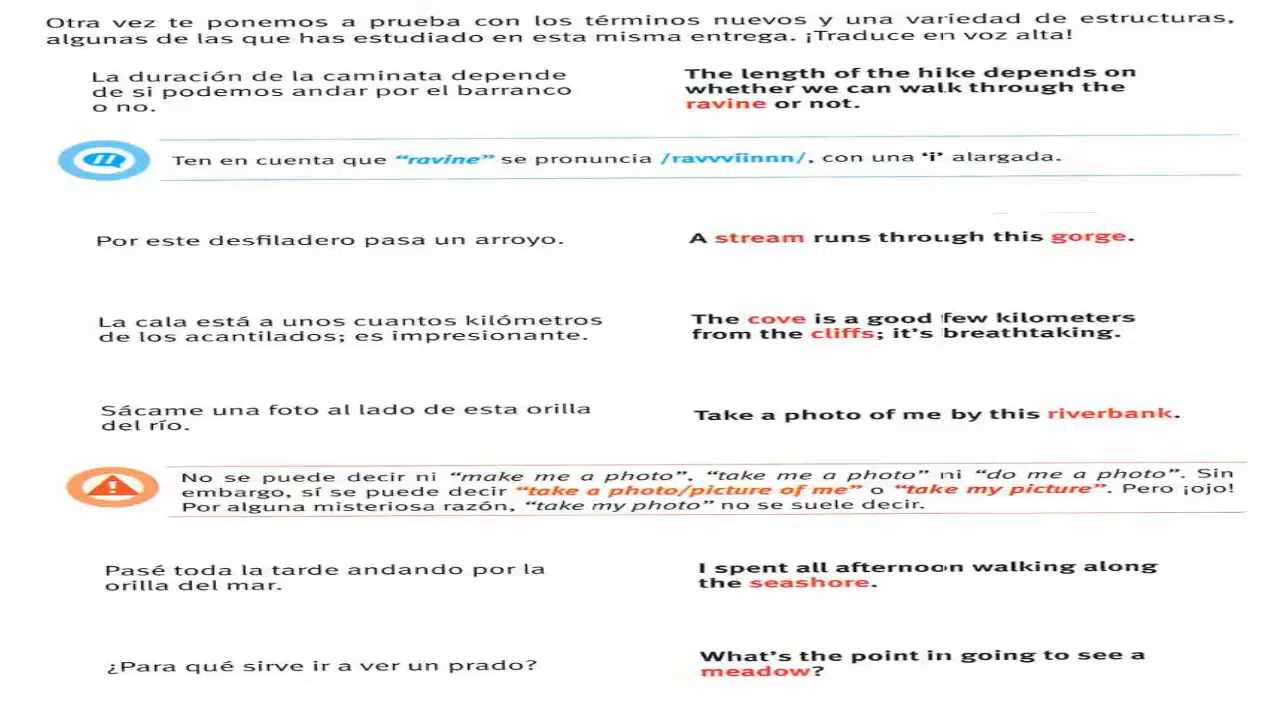 Otra vez te ponemos a prueba con los términos nuevos y una variedad de estructuras,
algunas de las que has estudiado en esta misma entrega. ¡Traduce en voz alta!
La duración de la caminata depende
de si podemos andar por el barranco
o no.
The length of the hike depends on
whether we can walk through the
ravine or not.
Ten en cuenta que “ravine” se pronuncia /ravvviinnn/, con una ‘i’ alargada.
Por este desfiladero pasa un arroyo.
A stream runs through this gorge.
La cala está a unos cuantos kilómetros
de los acantilados; es impresionante.
The cove is a good few kilometers
from the cliffs; it’s breathtaking.
Sácame una foto al lado de esta orilla
del río.
Take a photo of me by this riverbank.
No se puede decir ni “make me a photo”, “take me a photo” ni “do me a photo”. Sin
embargo, sí se puede decir “take a photo/picture of me” o “take my picture”. Pero ¡ojo!
Por alguna misteriosa razón, “take my photo” no se suele decir.
Pasé toda la tarde andando por la
orilla del mar.
I spent all afternoon walking along
the seashore.
¿Para qué sirve ir a ver un prado?
What’s the point in going to see a
meadow?